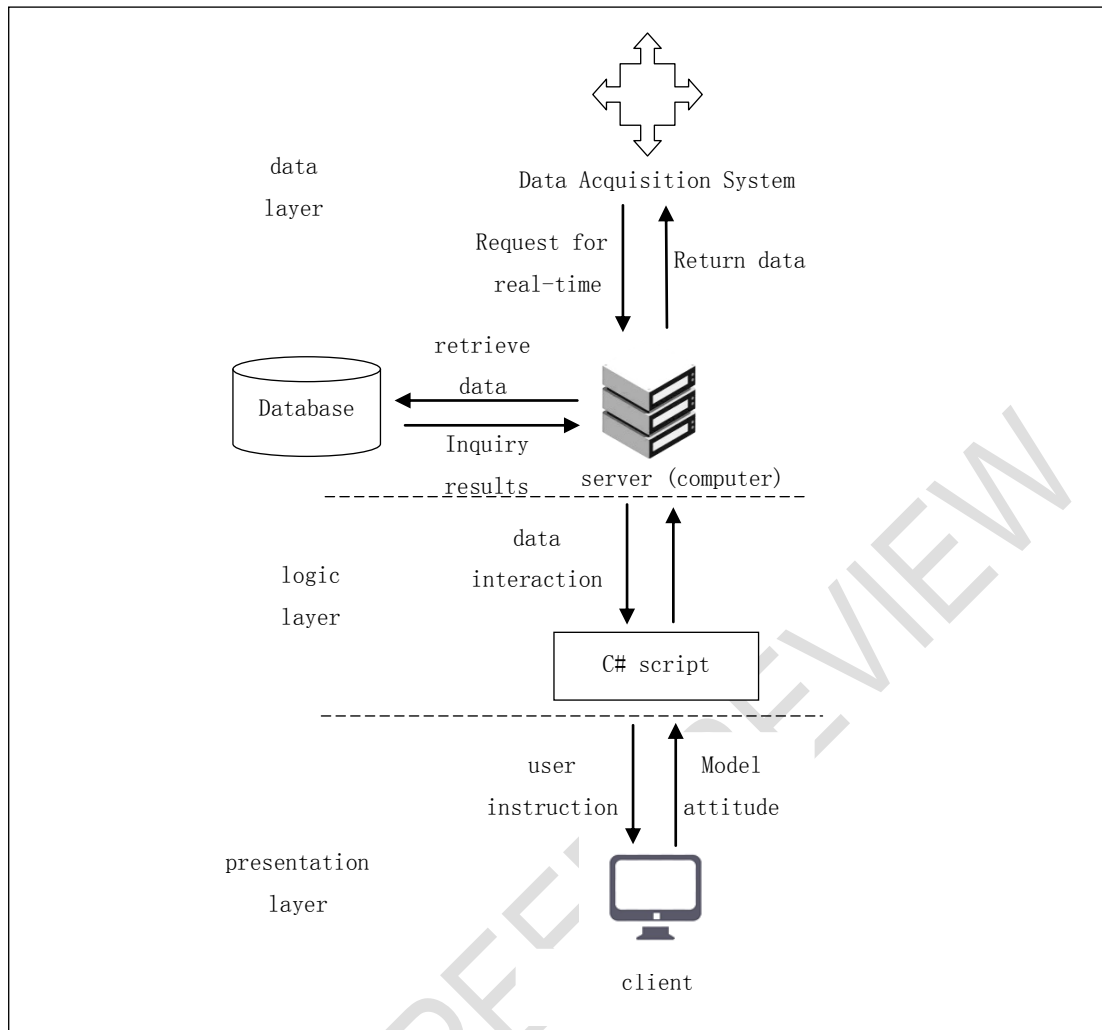 data
layer
Data Acquisition System
Request for
real-time
Return data
retrieve
data
Database
Inquiry
results
server (computer)
data
interaction
logic
layer
C# script
user
instruction
Model
attitude
presentation
layer
client